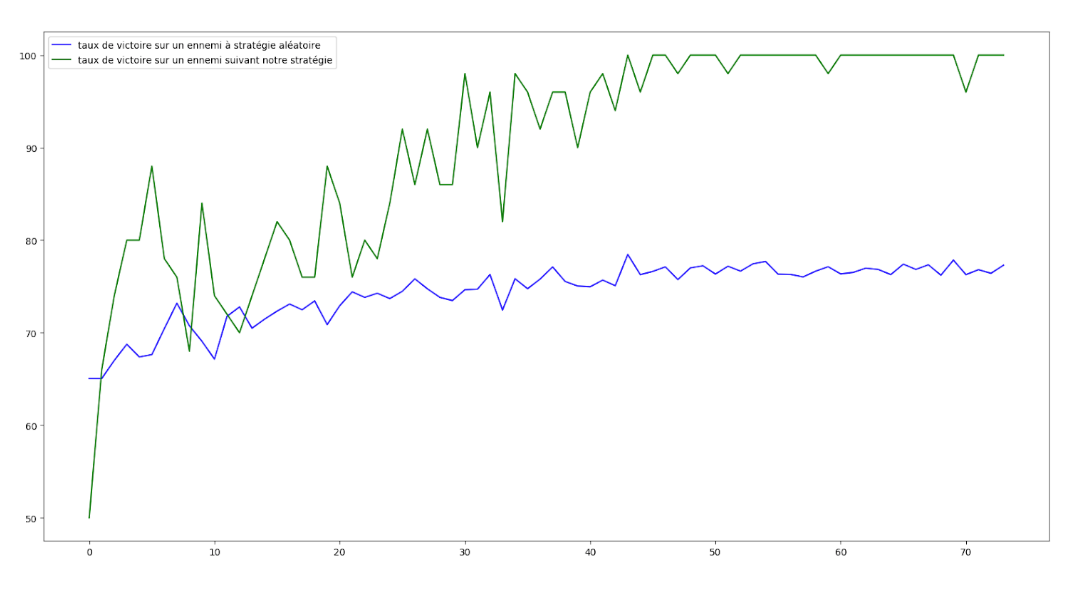 taux de victoire sur un ennemi à stratégie aléatoire
taux de victoire sur un ennemi suivant notre stratégie
100
90
80
70
60
50
0 10 20 30 40 50 60 70